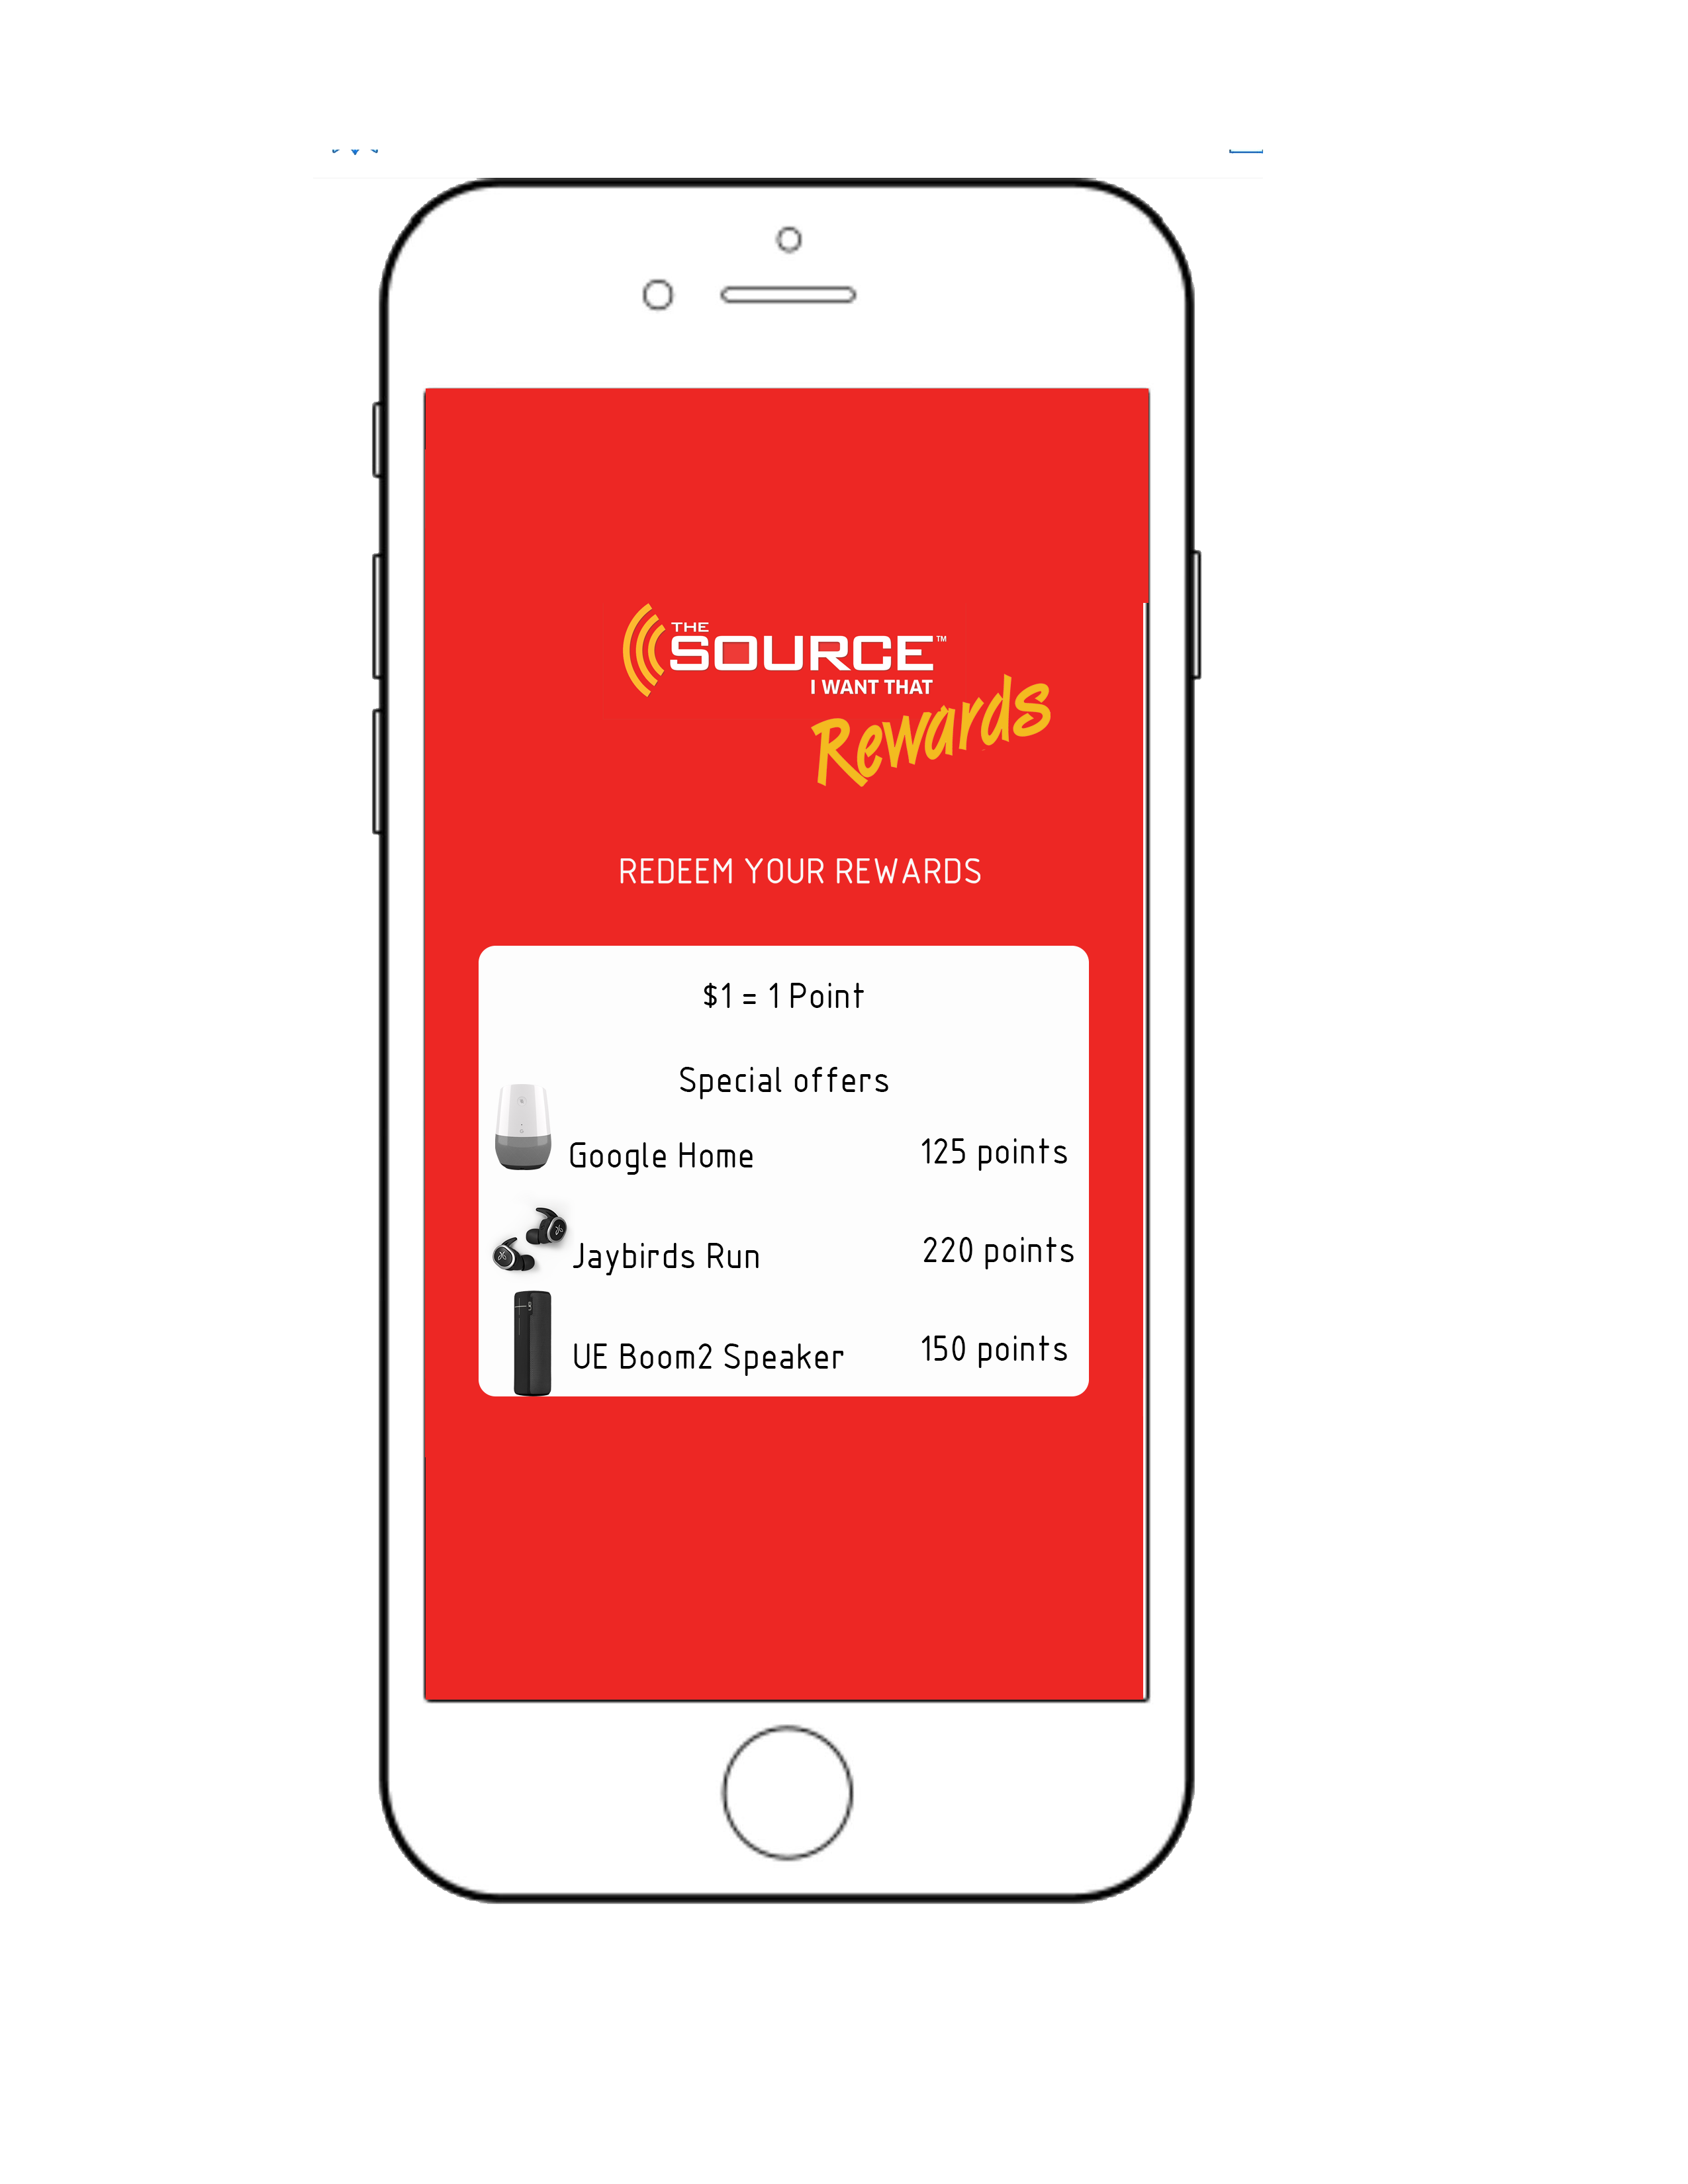 THE
SOURCE™
I WANT THAT
Rewards
REDEEM YOUR REWARDS
$1 = 1 Point
Special offers
Google Home 125 points
Jaybirds Run 220 points
UE Boom2 Speaker 150 points